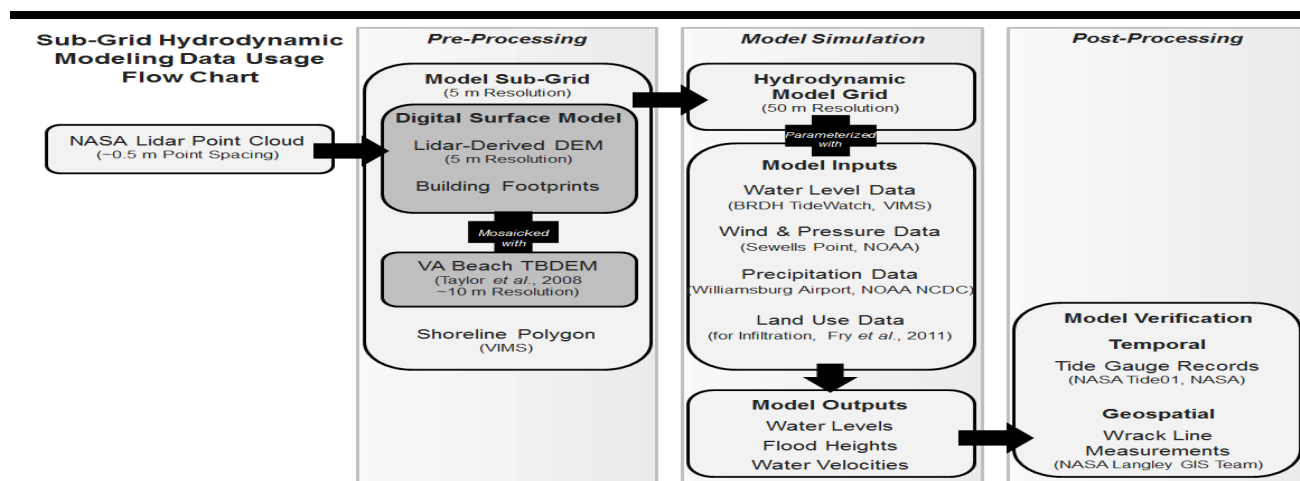 Sub-Grid Hydrodynamic
Modeling Data Usage
Flow Chart
NASA Lidar Point Cloud
(~0.5 m Point Spacing)
Pre-Processing
Model Sub-Grid
(5 m Resolution)
Digital Surface Model
Lidar-Derived DEM
(5 m Resolution)
Building Footprints
Mosaicked
with
VA Beach TBDEM
(Taylor et al., 2008
~10 m Resolution)
Shoreline Polygon
(VIMS)
Model Simulation
Hydrodynamic
Model Grid
(50 m Resolution)
Parameterized
with
Model Inputs
Water Level Data
(BRDH TideWatch, VIMS)
Wind & Pressure Data
(Sewells Point, NOAA)
Precipitation Data
(Williamsburg Airport, NOAA NCDC)
Land Use Data
(for Infiltration, Fry et al., 2011)
Model Outputs
Water Levels
Flood Heights
Water Velocities
Post-Processing
Model Verification
Temporal
Tide Gauge Records
(NASA Tide01, NASA)
Geospatial
Wrack Line
Measurements
(NASA Langley GIS Team)